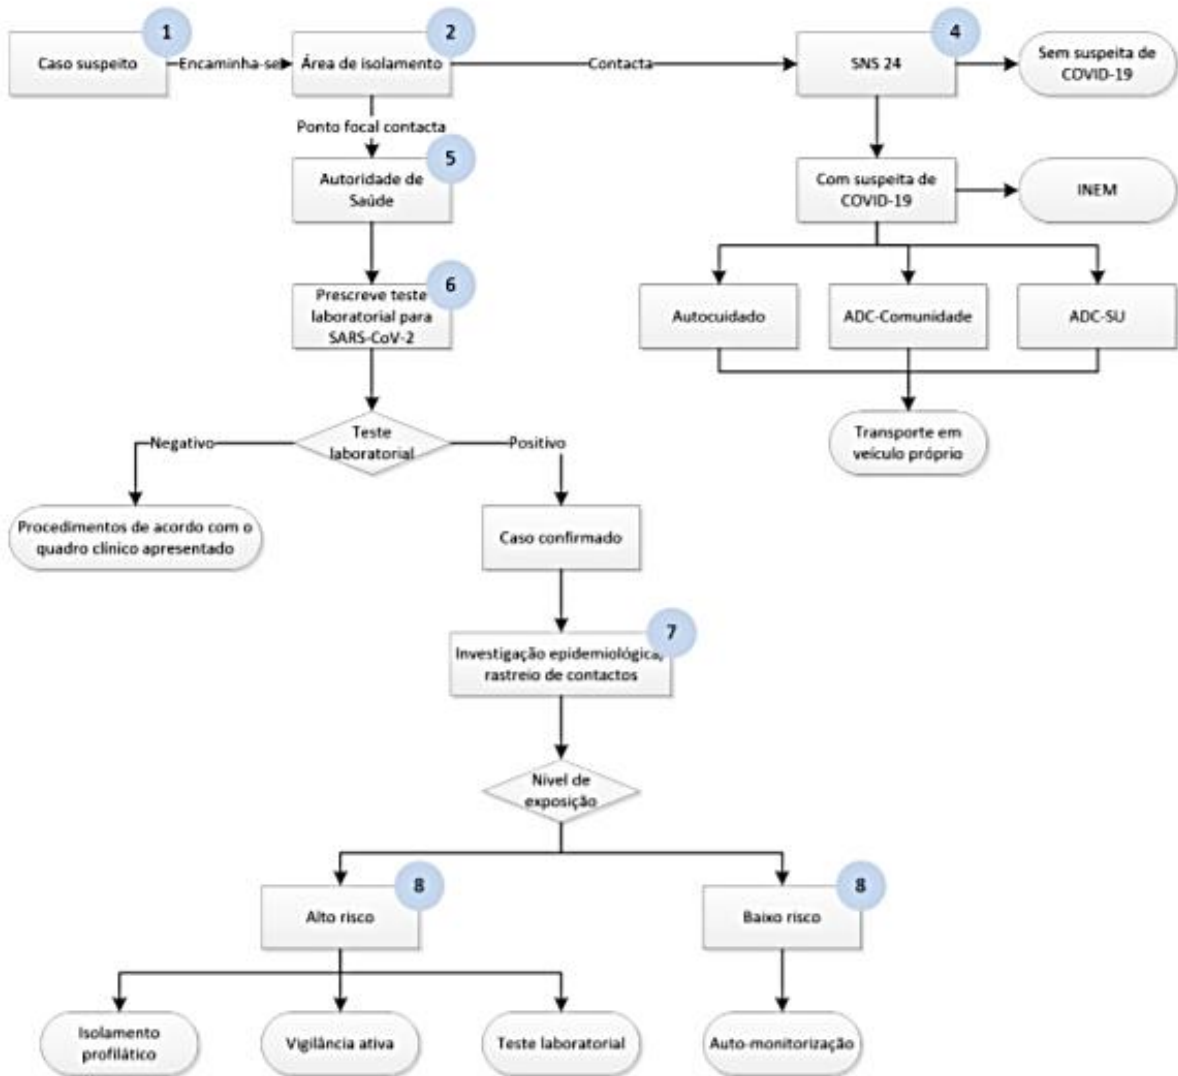 1
2
4
Caso suspeito
Encaminha-se
Área de isolamento
Contacta
SNS 24
Sem suspeita de
COVID-19
Ponto focal contacta
5
Autoridade de
Saúde
Com suspeita de
COVID-19
INEM
6
Prescreve teste
laboratorial para
SARS-CoV-2
Autocuidado
ADC-Comunidade
ADC-SU
Negativo
Teste
laboratorial
Positivo
Transporte em
veículo próprio
Procedimentos de acordo com o
quadro clínico apresentado
Caso confirmado
7
Investigação epidemiológica,
rastreio de contactos
Nível de
exposição
8
8
Alto risco
Baixo risco
Isolamento
profilático
Vigilância ativa
Teste laboratorial
Auto-monitorização